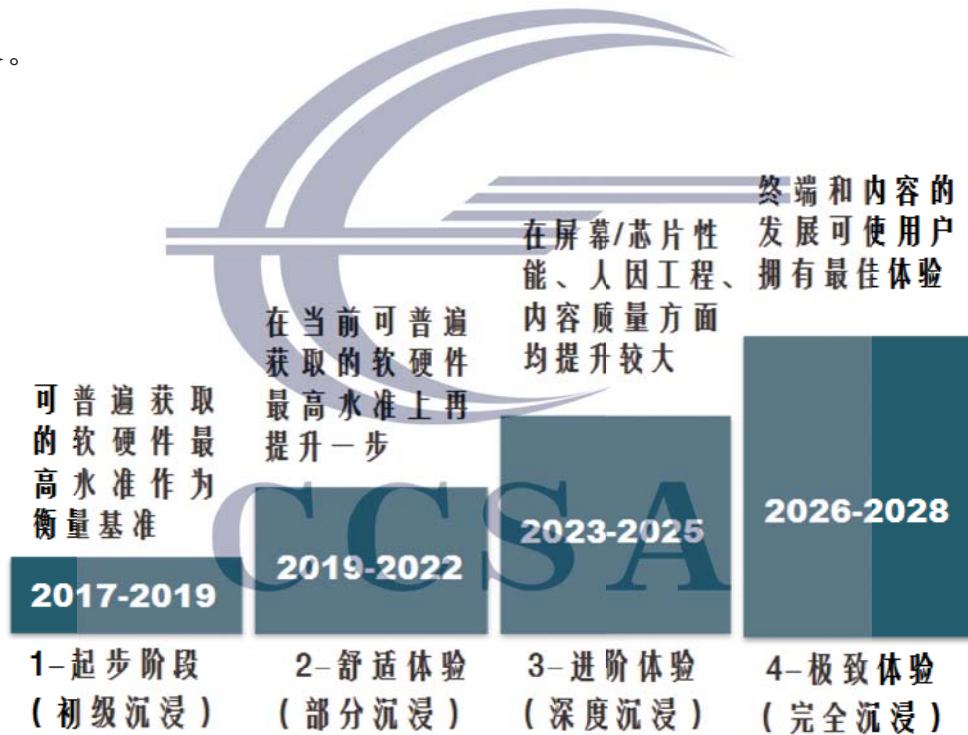 。
可普遍获取
的软硬件最
高水准作为
衡量基准
2017-2019
1-起步阶段
(初级沉浸)
在当前可普遍
获取的软硬件
最高水准上再
提升一步
2019-2022
2-舒适体验
(部分沉浸)
在屏幕/芯片性
能、人因工程、
内容质量方面
均提升较大
2023-2025
3-进阶体验
(深度沉浸)
终端和内容的
发展可使用户
拥有最佳体验
2026-2028
4-极致体验
(完全沉浸)
CCSA